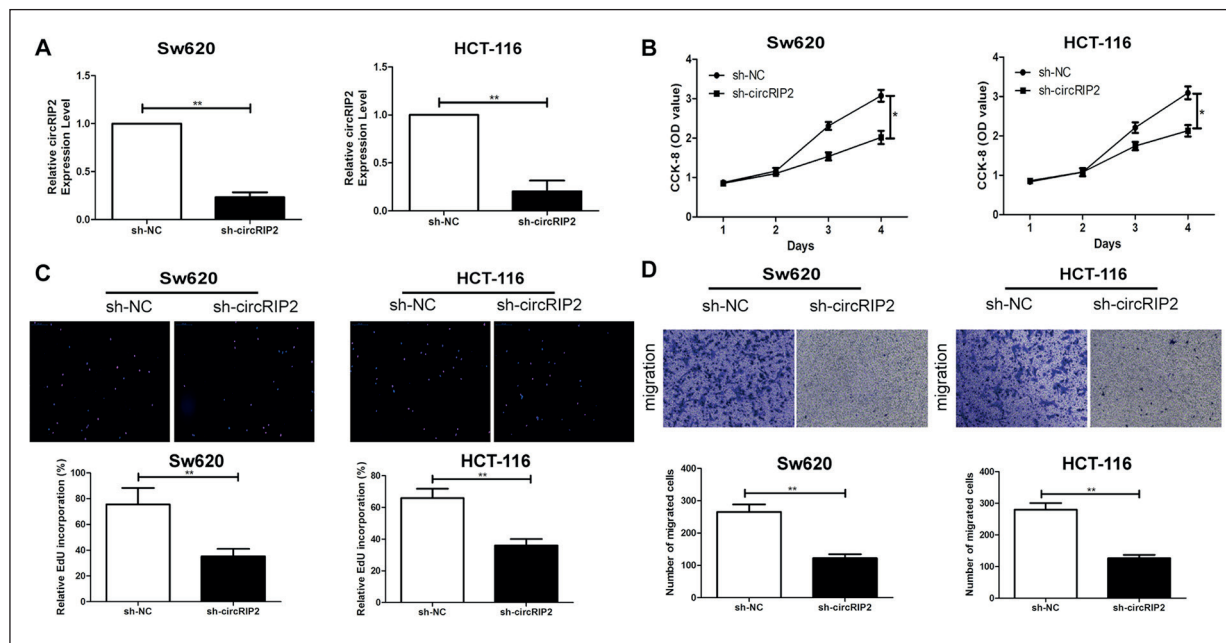 A
Sw620
Relative circRIP2
Expression Level
1.5
1.0
0.5
0.0
**
sh-NC
sh-circRIP2
HCT-116
Relative circRIP2
Expression Level
1.5
1.0
0.5
0.0
**
sh-NC
sh-circRIP2
B
Sw620
CCK-8 (OD value)
4
3
2
1
0
sh-NC
sh-circRIP2
*
1 2 3 4
Days
HCT-116
CCK-8 (OD value)
4
3
2
1
0
sh-NC
sh-circRIP2
*
1 2 3 4
Days
C
Sw620
sh-NC sh-circRIP2
HCT-116
sh-NC sh-circRIP2
Sw620
Relative EdU incorporation (%)
100
80
60
40
20
0
**
sh-NC
sh-circRIP2
HCT-116
Relative EdU incorporation (%)
80
60
40
20
0
**
sh-NC
sh-circRIP2
D
Sw620
sh-NC sh-circRIP2
migration
HCT-116
sh-NC sh-circRIP2
migration
Sw620
Number of migrated cells
400
300
200
100
0
**
sh-NC
sh-circRIP2
HCT-116
Number of migrated cells
400
300
200
100
0
**
sh-NC
sh-circRIP2